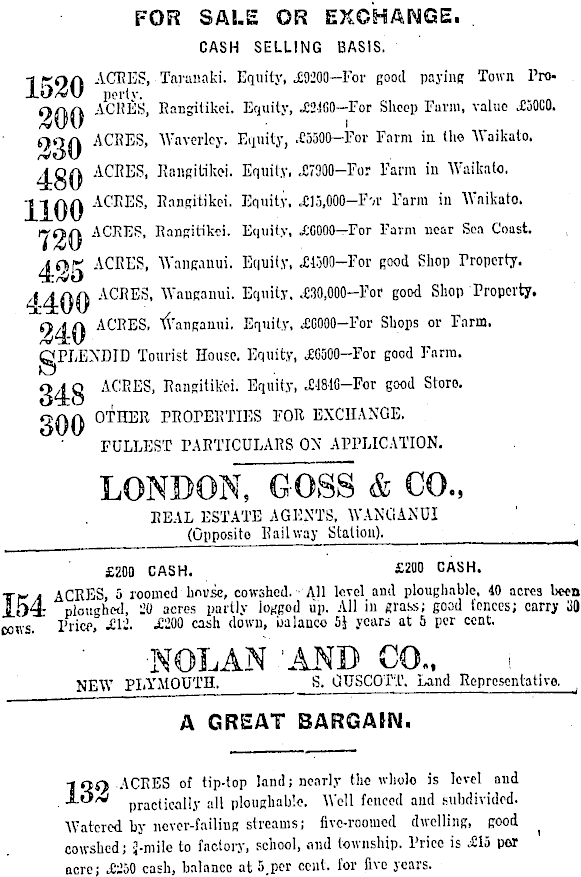 FOR SALE OR EXCHANGE.
CASH SELLING BASIS.
1520 ACRES, Taranaki. Equity, £9200—For good paying Town Pro-
perty.
200 ACRES, Rangitikei. Equity, £2460—For Sheep Farm, value £5000.
230 ACRES, Waverley. Equity, £5500—For Farm in the Waikato.
480 ACRES, Rangitikei. Equity, £7900—For Farm in Waikato.
1100 ACRES, Rangitikei. Equity, £15,000—For Farm in Waikato.
720 ACRES, Rangitikei. Equity, £6000—For Farm near Sea Coast.
425 ACRES, Wanganui. Equity, £4500—For good Shop Property.
4400 ACRES, Wanganui. Equity, £30,000—For good Shop Property.
240 ACRES, Wanganui. Equity, £6000—For Shops or Farm.
SPLENDID Tourist House. Equity, £6500—For good Farm.
348 ACRES, Rangitikei. Equity, £4846—For good Store.
300 OTHER PROPERTIES FOR EXCHANGE.
FULLEST PARTICULARS ON APPLICATION.
LONDON, GOSS & CO.,
REAL ESTATE AGENTS, WANGANUI
(Opposite Railway Station).
£200 CASH. £200 CASH.
154 ACRES, 5 roomed house, cowshed. All level and ploughable, 40 acres been
ploughed, 20 acres partly logged up. All in grass; good fences; carry 30
cows. Price, £12. £200 cash down, balance 5½ years at 5 per cent.
NOLAN AND CO.,
NEW PLYMOUTH. S. GUSCOTT, Land Representative.
A GREAT BARGAIN.
132 ACRES of tip-top land; nearly the whole is level and
practically all ploughable. Well fenced and subdivided.
Watered by never-failing streams; five-roomed dwelling, good
cowshed; ¾-mile to factory, school, and township. Price is £15 per
acre; £250 cash, balance at 5 per cent. for five years.